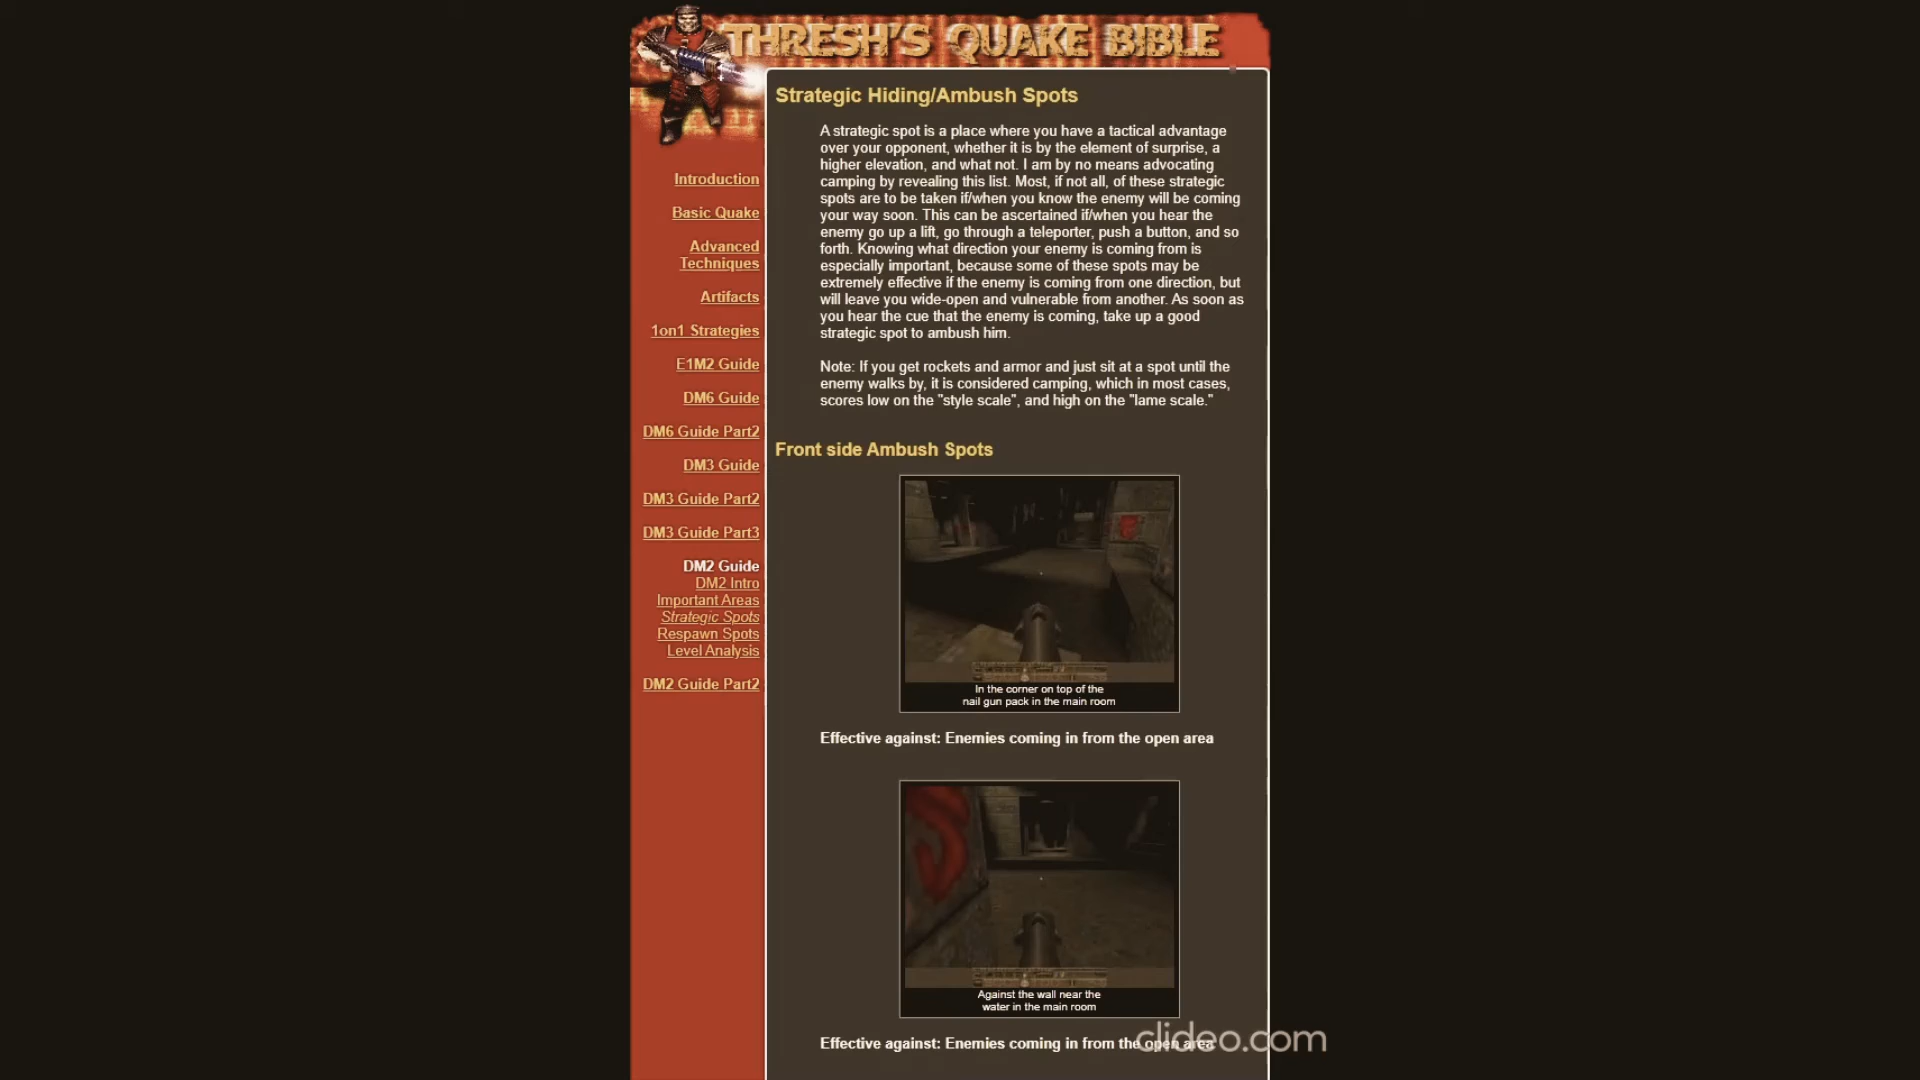 THRESH'S QUAKE BIBLE
Introduction
Basic Quake
Advanced
Techniques
Artifacts
1on1 Strategies
E1M2 Guide
DM6 Guide
DM6 Guide Part2
DM3 Guide
DM3 Guide Part2
DM3 Guide Part3
DM2 Guide
DM2 Intro
Important Areas
Strategic Spots
Respawn Spots
Level Analysis
DM2 Guide Part2
Strategic Hiding/Ambush Spots
A strategic spot is a place where you have a tactical advantage
over your opponent, whether it is by the element of surprise, a
higher elevation, and what not. I am by no means advocating
camping by revealing this list. Most, if not all, of these strategic
spots are to be taken if/when you know the enemy will be coming
your way soon. This can be ascertained if/when you hear the
enemy go up a lift, go through a teleporter, push a button, and so
forth. Knowing what direction your enemy is coming from is
especially important, because some of these spots may be
extremely effective if the enemy is coming from one direction, but
will leave you wide-open and vulnerable from another. As soon as
you hear the cue that the enemy is coming, take up a good
strategic spot to ambush him.
Note: If you get rockets and armor and just sit at a spot until the
enemy walks by, it is considered camping, which in most cases,
scores low on the "style scale", and high on the "lame scale."
Front side Ambush Spots
In the corner on top of the
nail gun pack in the main room
Effective against: Enemies coming in from the open area
Against the wall near the
water in the main room
Effective against: Enemies coming in from the open area
clideo.com